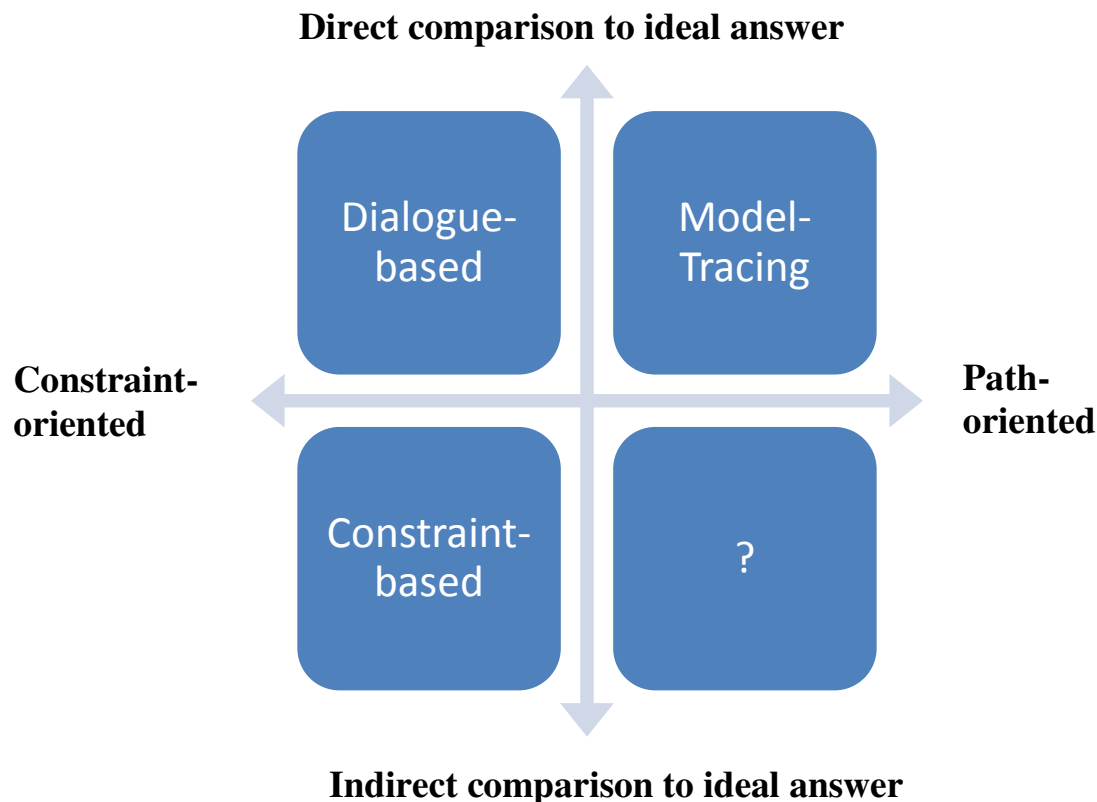 Direct comparison to ideal answer
Dialogue-
based
Model-
Tracing
Constraint-
oriented
Path-
oriented
Constraint-
based
?
Indirect comparison to ideal answer